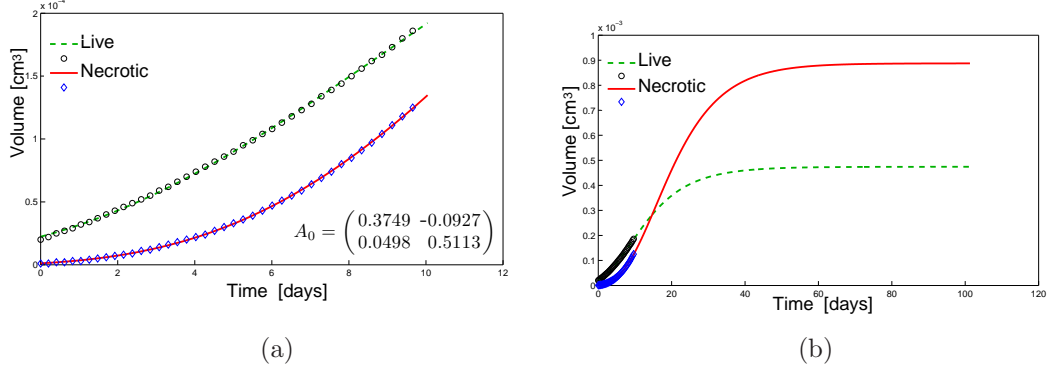 x 10⁻⁴
2
1.5
1
0.5
0
0 2 4 6 8 10 12
Volume [cm³]
Time [days]
Live
Necrotic
A₀ = (0.3749 -0.0927
0.0498 0.5113)
(a)
x 10⁻³
1
0.9
0.8
0.7
0.6
0.5
0.4
0.3
0.2
0.1
0
0 20 40 60 80 100 120
Volume [cm³]
Time [days]
Live
Necrotic
(b)